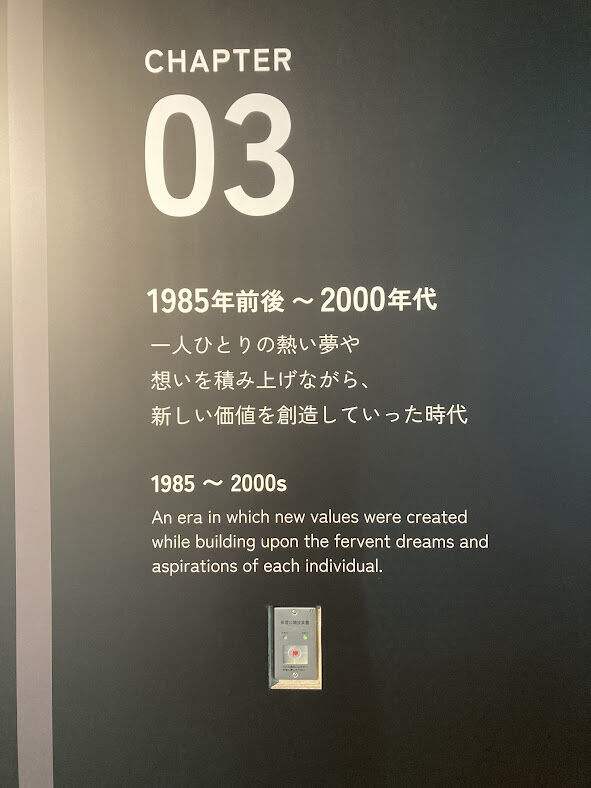 CHAPTER
03
1985年前後 〜 2000年代
一人ひとりの熱い夢や
想いを積み上げながら、
新しい価値を創造していった時代
1985 〜 2000s
An era in which new values were created
while building upon the fervent dreams and
aspirations of each individual.